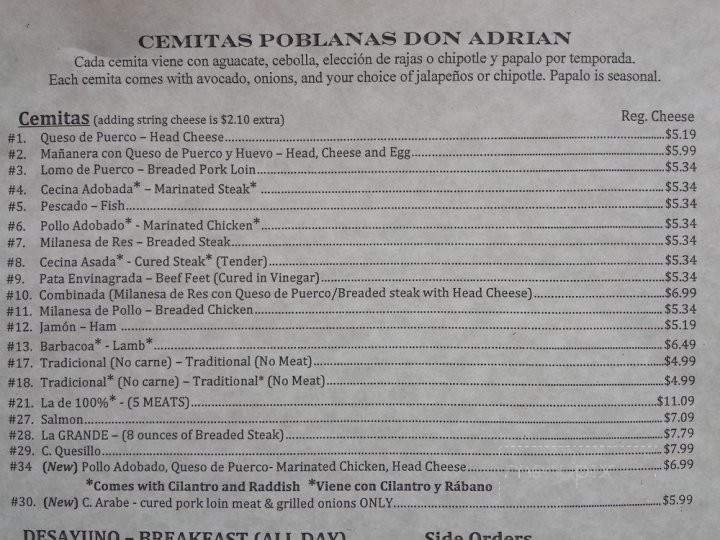 CEMITAS POBLANAS DON ADRIAN
Cada cemita viene con aguacate, cebolla, elección de rajas o chipotle y papalo por temporada.
Each cemita comes with avocado, onions, and your choice of jalapeños or chipotle. Papalo is seasonal.
Cemitas (adding string cheese is $2.10 extra) Reg. Cheese
#1. Queso de Puerco – Head Cheese $5.19
#2. Mañanera con Queso de Puerco y Huevo – Head, Cheese and Egg $5.99
#3. Lomo de Puerco – Breaded Pork Loin $5.34
#4. Cecina Adobada* – Marinated Steak* $5.34
#5. Pescado – Fish $5.34
#6. Pollo Adobado* - Marinated Chicken* $5.34
#7. Milanesa de Res – Breaded Steak $5.34
#8. Cecina Asada* - Cured Steak* (Tender) $5.34
#9. Pata Envinagrada – Beef Feet (Cured in Vinegar) $5.34
#10. Combinada (Milanesa de Res con Queso de Puerco/Breaded steak with Head Cheese) $6.99
#11. Milanesa de Pollo – Breaded Chicken $5.34
#12. Jamón – Ham $5.19
#13. Barbacoa* - Lamb* $6.49
#17. Tradicional (No carne) – Traditional (No Meat) $4.99
#18. Tradicional* (No carne) – Traditional* (No Meat) $4.99
#21. La de 100%* - (5 MEATS) $11.09
#27. Salmon $7.09
#28. La GRANDE – (8 ounces of Breaded Steak) $7.79
#29. C. Quesillo $7.99
#34 (New) Pollo Adobado, Queso de Puerco- Marinated Chicken, Head Cheese $6.99
*Comes with Cilantro and Raddish *Viene con Cilantro y Rábano
#30. (New) C. Arabe - cured pork loin meat & grilled onions ONLY $5.99
DESAYUNO – BREAKFAST (ALL DAY) Side Orders